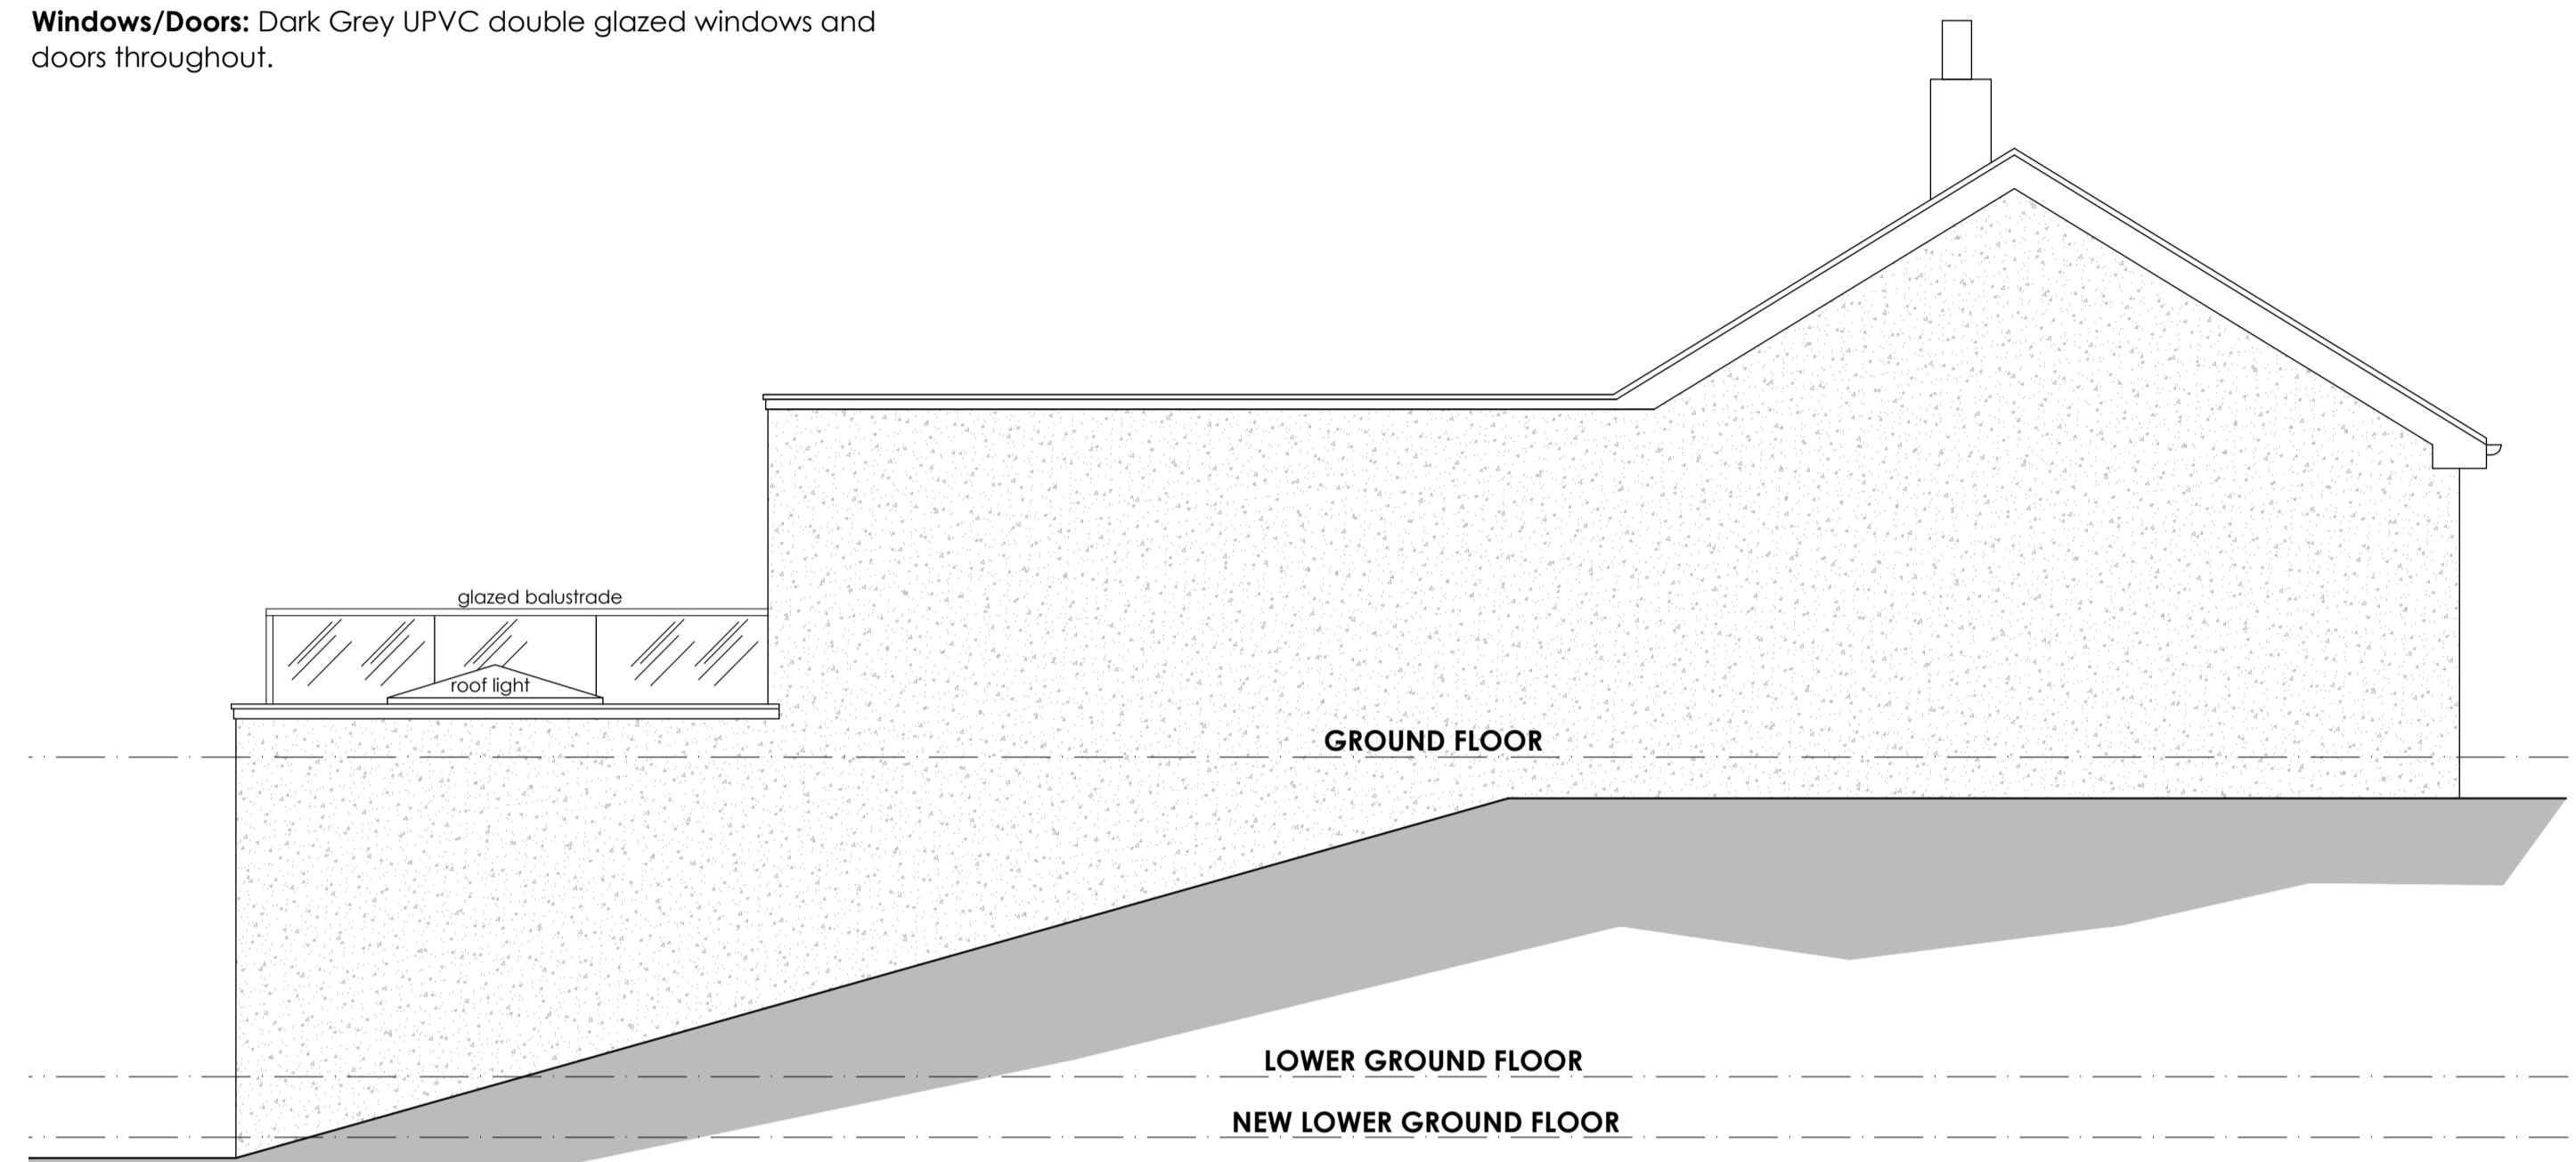 Windows/Doors: Dark Grey UPVC double glazed windows and
doors throughout.
glazed balustrade
roof light
GROUND FLOOR
LOWER GROUND FLOOR
NEW LOWER GROUND FLOOR